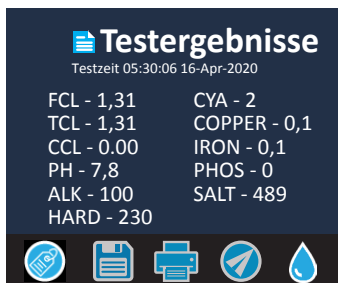 Testergebnisse
Testzeit 05:30:06 16-Apr-2020
FCL - 1,31
TCL - 1,31
CCL - 0.00
PH - 7,8
ALK - 100
HARD - 230
CYA - 2
COPPER - 0,1
IRON - 0,1
PHOS - 0
SALT - 489